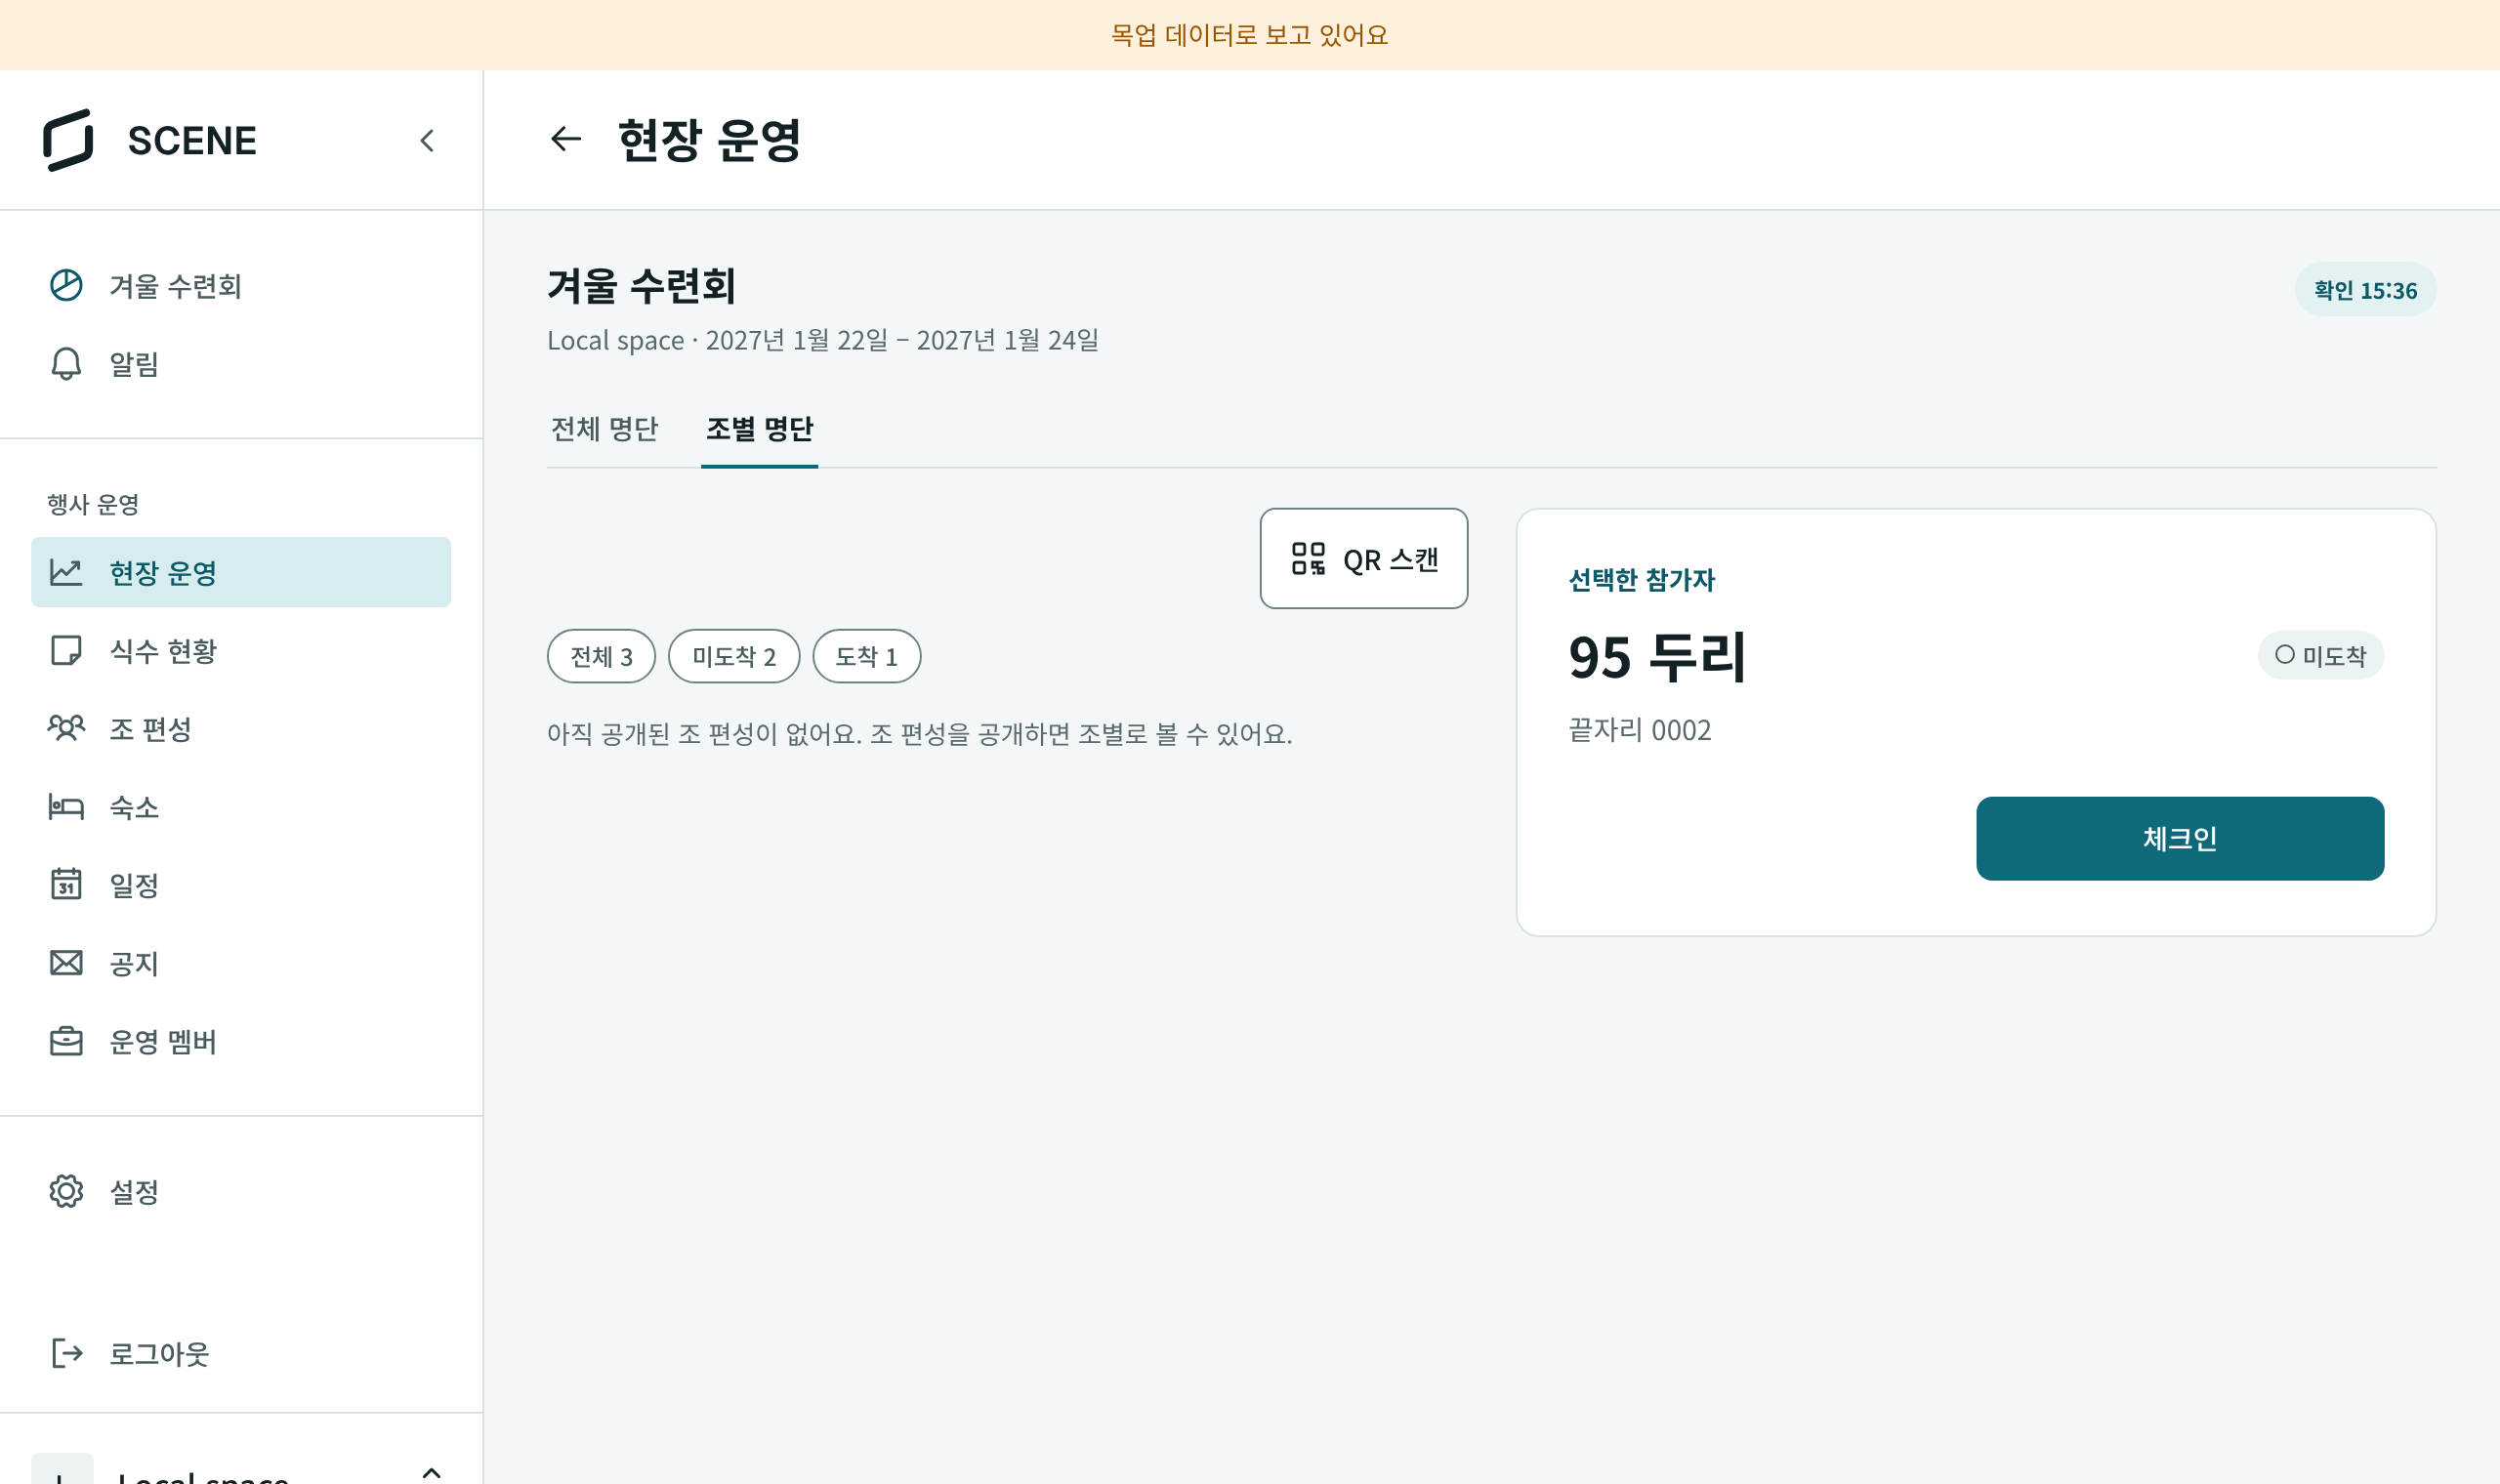 목업 데이터로 보고 있어요
SCENE
현장 운영
겨울 수련회
알림
행사 운영
현장 운영
식수 현황
조 편성
숙소
31
일정
공지
운영 멤버
설정
로그아웃
L
Local space
겨울 수련회
확인 15:36
Local space · 2027년 1월 22일 – 2027년 1월 24일
전체 명단
조별 명단
QR 스캔
전체 3
미도착 2
도착 1
아직 공개된 조 편성이 없어요. 조 편성을 공개하면 조별로 볼 수 있어요.
선택한 참가자
95 두리
미도착
끝자리 0002
체크인